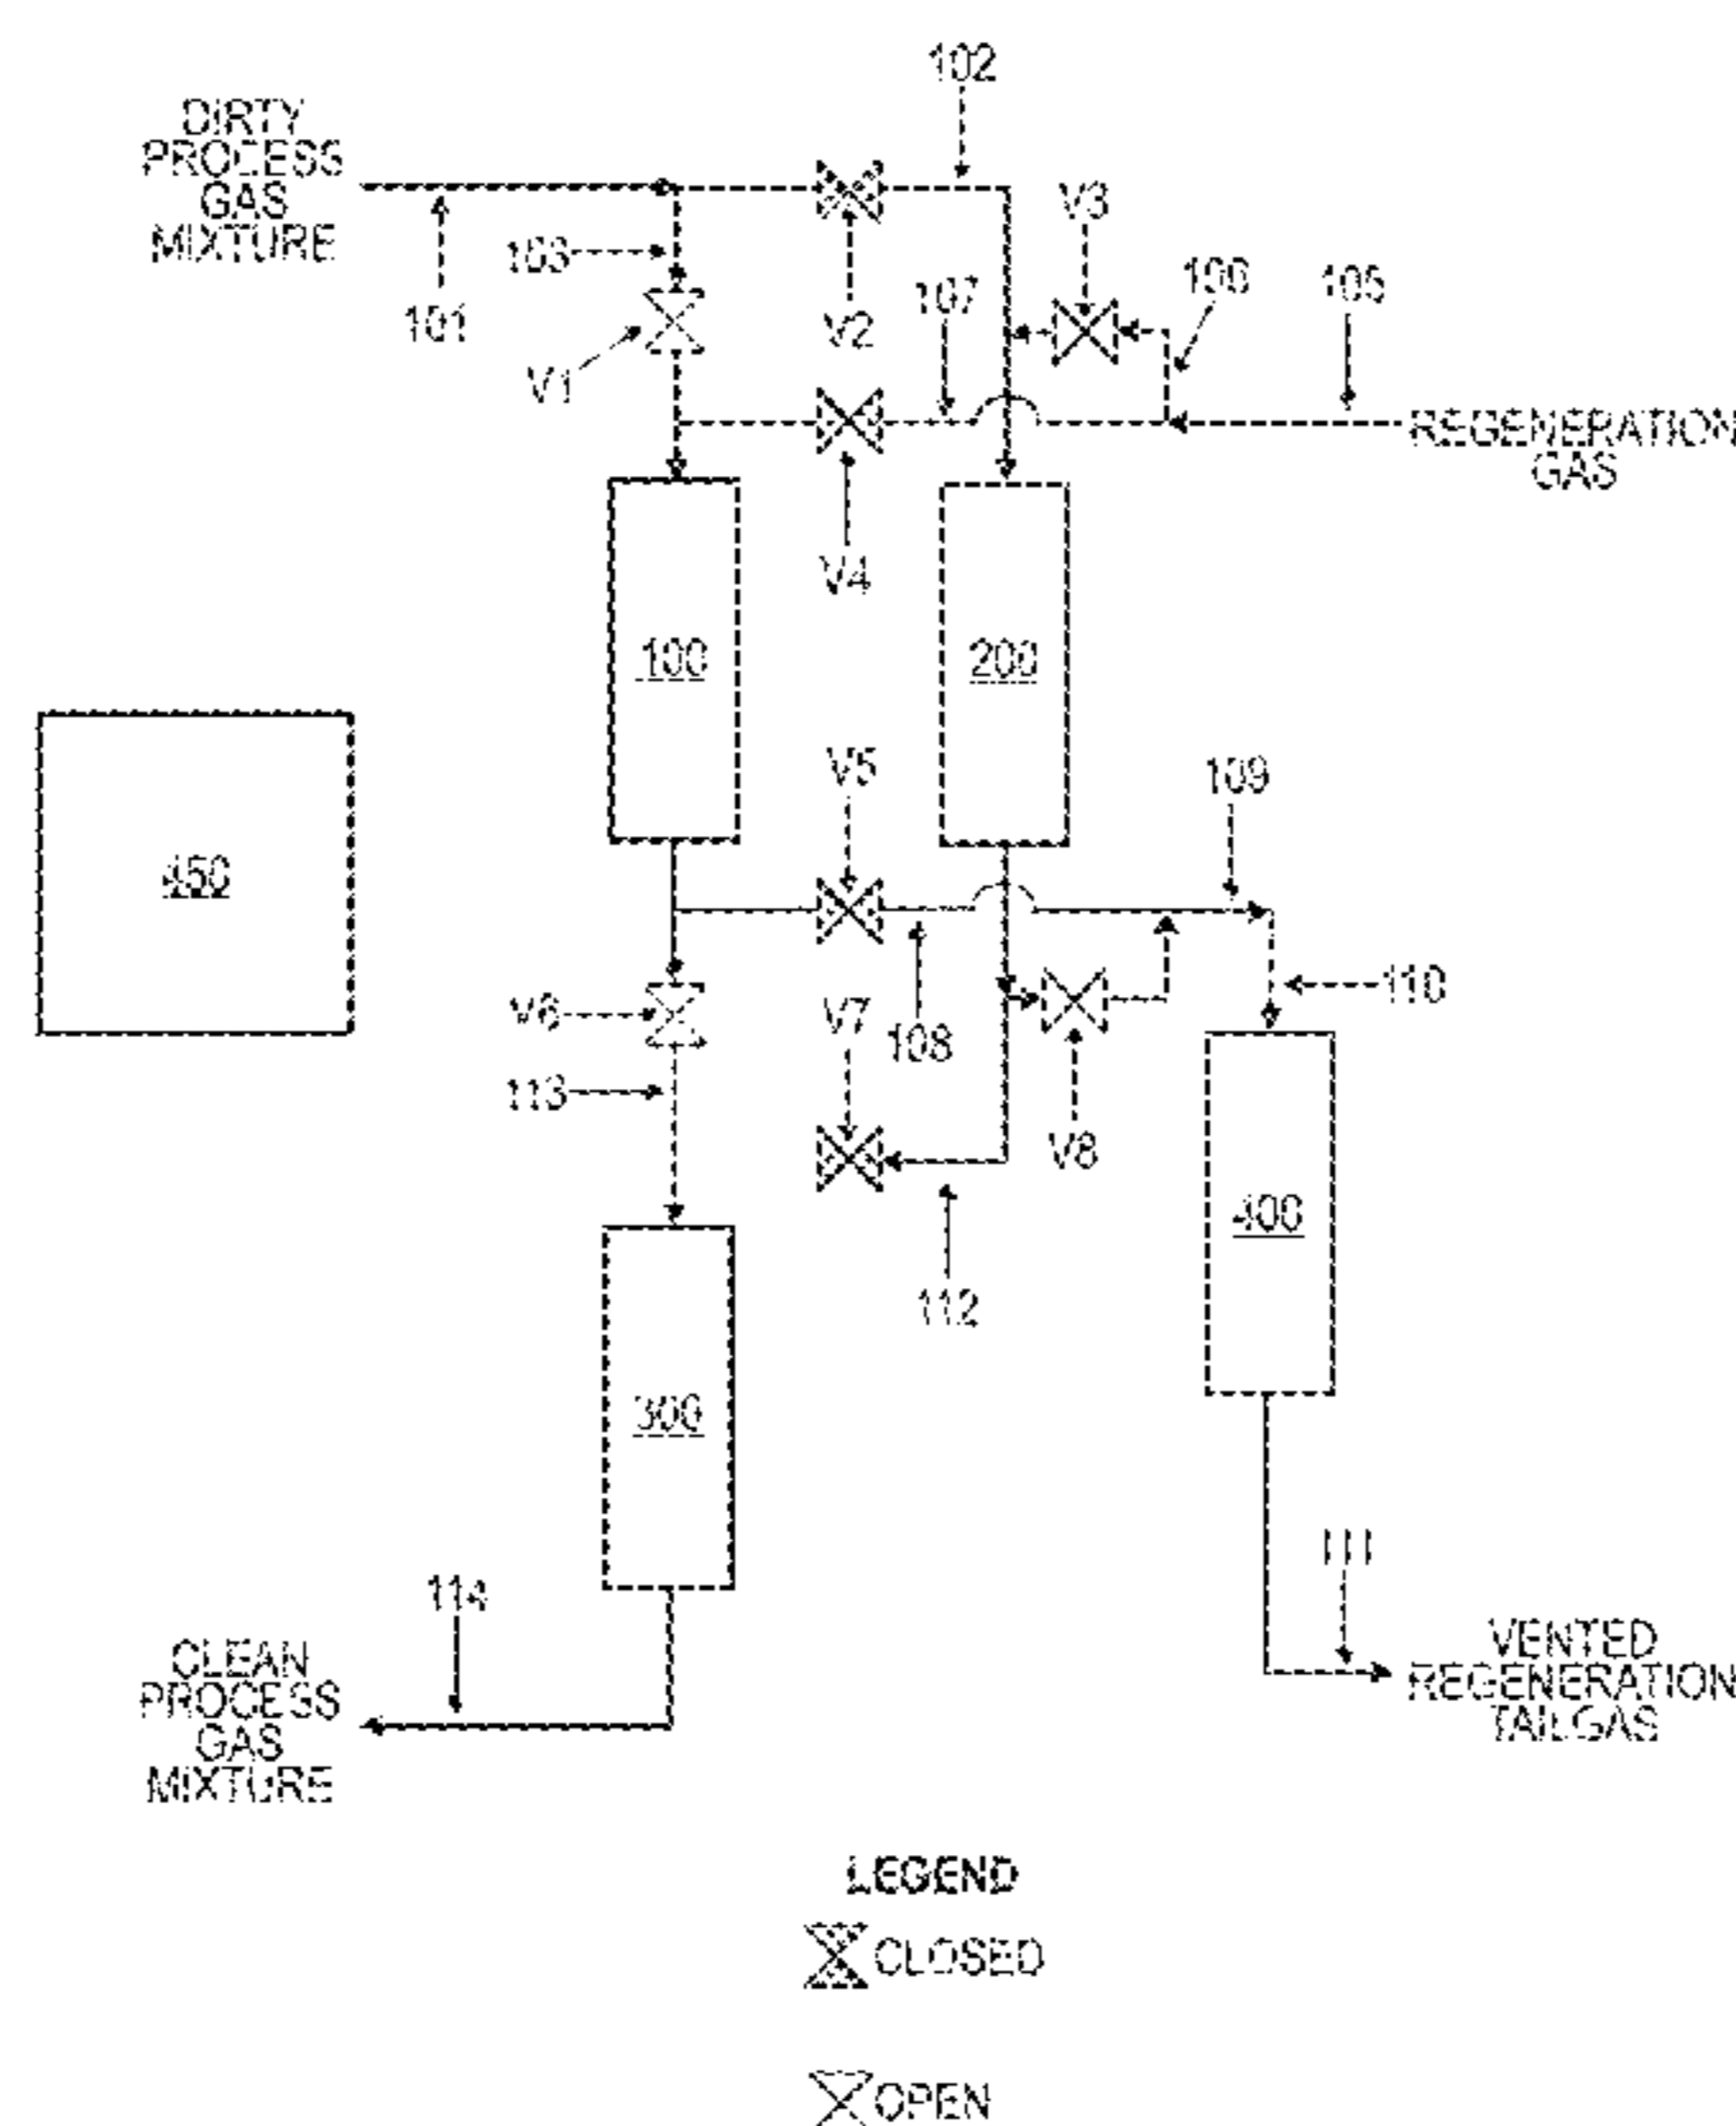 102
DIRTY
PROCESS
GAS
MIXTURE
V3
103
106
105
107
101
V2
V1
REGENERATION
GAS
V4
100
200
V5
109
450
110
V6
V7
108
113
V8
400
112
300
111
114
VENTED
REGENERATION
TAILGAS
CLEAN
PROCESS
GAS
MIXTURE
LEGEND
CLOSED
OPEN